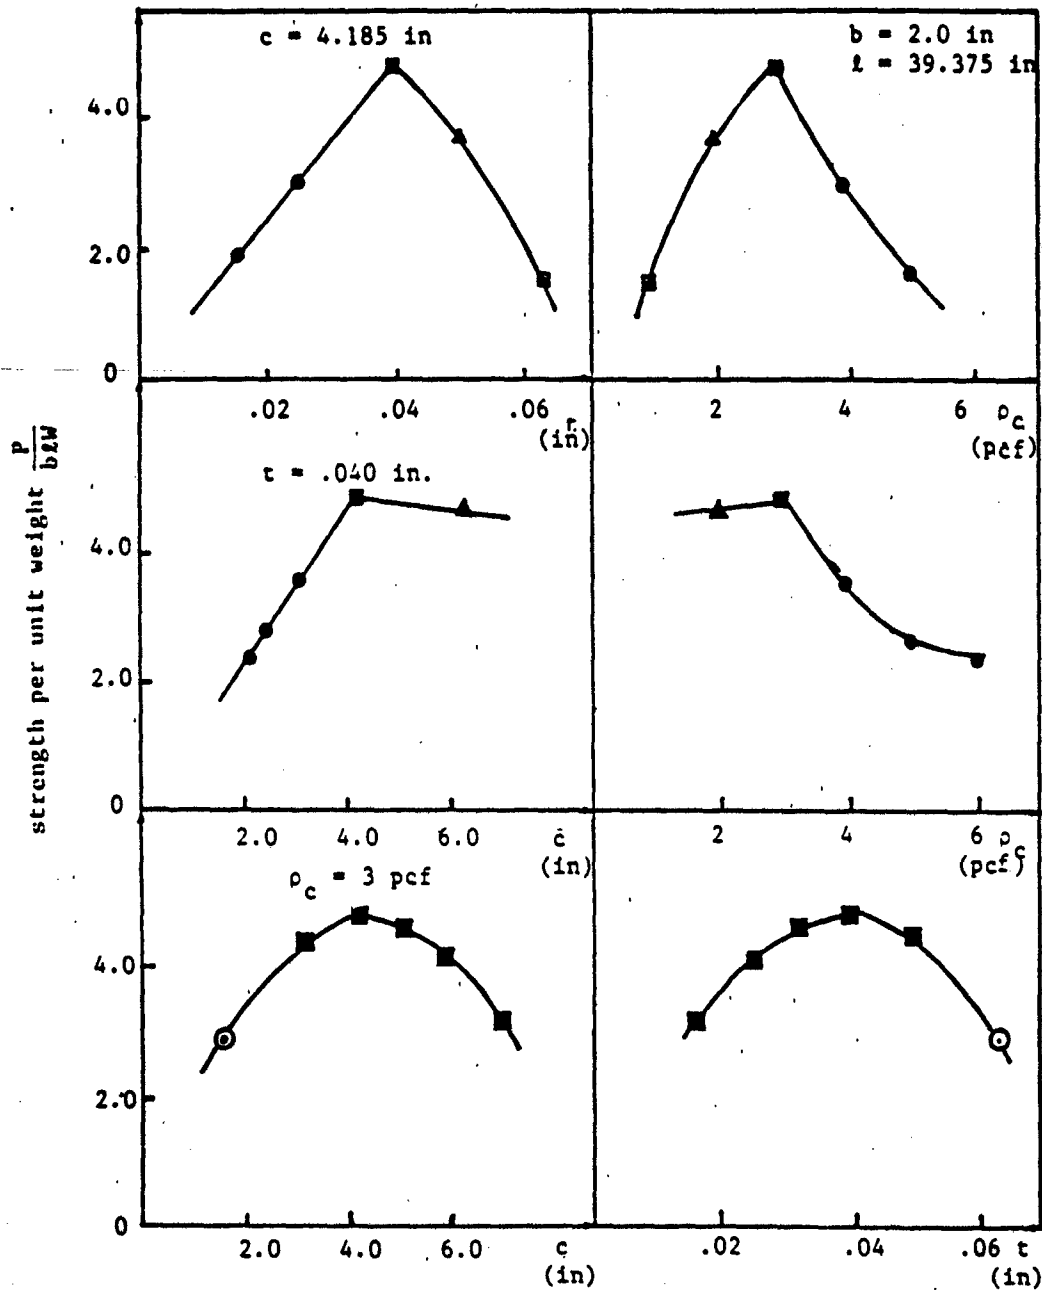 c = 4.185 in
b = 2.0 in
ℓ = 39.375 in
4.0
2.0
0
.02 .04 .06 t
(in)
2 4 6 ρc
(pcf)
strength per unit weight P/bℓW
t = .040 in.
4.0
2.0
0
2.0 4.0 6.0 c
(in)
2 4 6 ρc
(pcf)
ρc = 3 pcf
4.0
2.0
0
2.0 4.0 6.0 c
(in)
.02 .04 .06 t
(in)